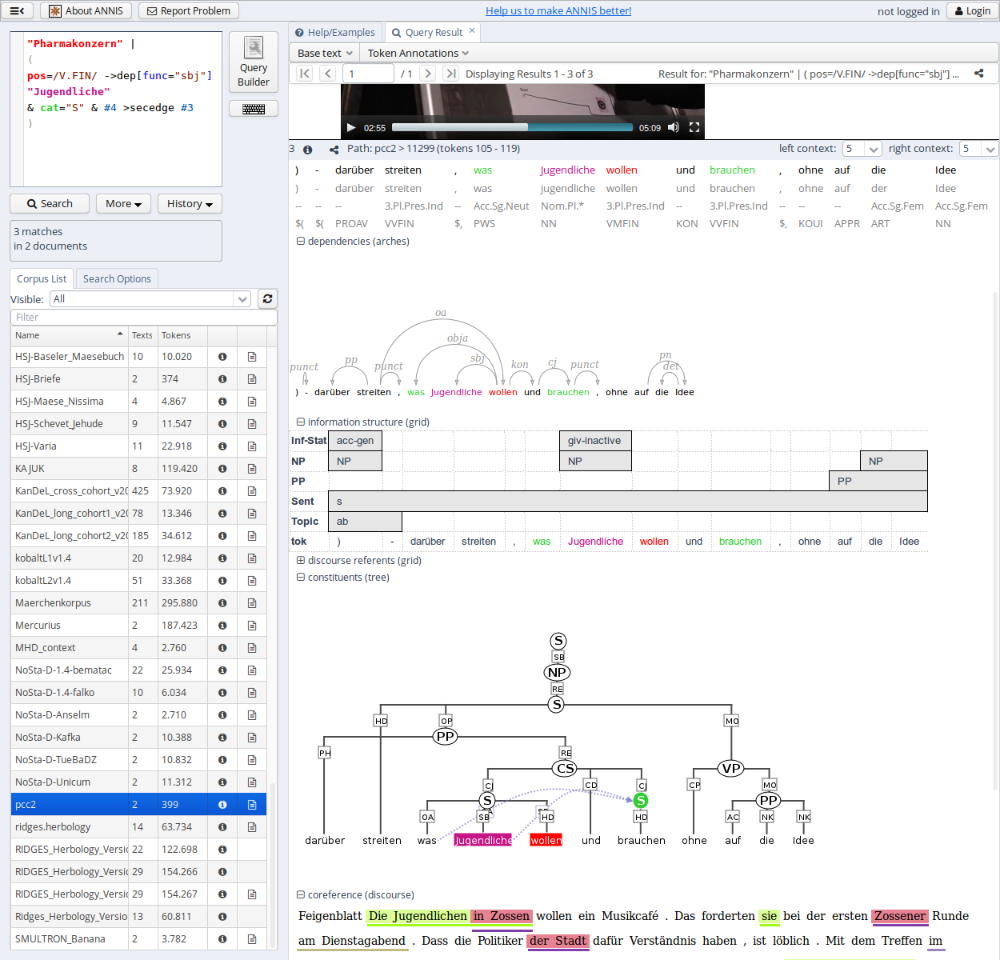 About ANNIS
Report Problem
Help us to make ANNIS better!
not logged in
Login
"Pharmakonzern" |
(
pos=/V.FIN/ ->dep[func="sbj"]
"Jugendliche"
& cat="S" & #4 >secedge #3
)
Query Builder
Search
More
History
3 matches
in 2 documents
Corpus List
Search Options
Visible: All
Filter
Name Texts Tokens
HSJ-Baseler_Maesebuch 10 10.020
HSJ-Briefe 2 374
HSJ-Maese_Nissima 4 4.867
HSJ-Schevet_Jehude 9 11.547
HSJ-Varia 11 22.918
KAJUK 8 119.420
KanDeL_cross_cohort_v20 425 73.920
KanDeL_long_cohort1_v20 78 13.346
KanDeL_long_cohort2_v20 185 34.612
kobaltL1v1.4 20 12.984
kobaltL2v1.4 51 33.368
Maerchenkorpus 211 295.880
Mercurius 2 187.423
MHD_context 4 2.760
NoSta-D-1.4-bematac 22 25.934
NoSta-D-1.4-falko 10 6.034
NoSta-D-Anselm 2 2.710
NoSta-D-Kafka 2 10.388
NoSta-D-TueBaDZ 2 10.832
NoSta-D-Unicum 2 11.312
pcc2 2 399
ridges.herbology 14 63.734
RIDGES_Herbology_Versio 22 122.698
RIDGES_Herbology_Versio 29 154.266
RIDGES_Herbology_Versio 29 154.267
Ridges_Herbology_Versio 13 60.811
SMULTRON_Banana 2 3.782
Help/Examples
Query Result ×
Base text
Token Annotations
1 / 1
Displaying Results 1 - 3 of 3
Result for: "Pharmakonzern" | ( pos=/V.FIN/ ->dep[func="sbj"] ...
02:55
05:09
3 Path: pcc2 > 11299 (tokens 105 - 119)
left context: 5
right context: 5
) - darüber streiten , was Jugendliche wollen und brauchen , ohne auf die Idee
) - darüber streiten , was jugendliche wollen und brauchen , ohne auf der Idee
-- -- -- 3.Pl.Pres.Ind -- Acc.Sg.Neut Nom.Pl.* 3.Pl.Pres.Ind -- 3.Pl.Pres.Ind -- -- -- Acc.Sg.Fem Acc.Sg.Fem
$( $( PROAV VVFIN $, PWS NN VMFIN KON VVFIN $, KOUI APPR ART NN
dependencies (arches)
oa
obja
punct pp punct sbj kon cj punct pn det
) - darüber streiten , was Jugendliche wollen und brauchen , ohne auf die Idee
information structure (grid)
Inf-Stat acc-gen giv-inactive
NP NP NP NP
PP PP
Sent s
Topic ab
tok ) - darüber streiten , was Jugendliche wollen und brauchen , ohne auf die Idee
discourse referents (grid)
constituents (tree)
S
SB
NP
RE
S
HD OP MO
PP
PH RE
CS VP
CJ CD CJ CP MO
S S PP
OA SB HD HD AC NK NK
darüber streiten was Jugendliche wollen und brauchen ohne auf die Idee
coreference (discourse)
Feigenblatt Die Jugendlichen in Zossen wollen ein Musikcafé . Das forderten sie bei der ersten Zossener Runde
am Dienstagabend . Dass die Politiker der Stadt dafür Verständnis haben , ist löblich . Mit dem Treffen im